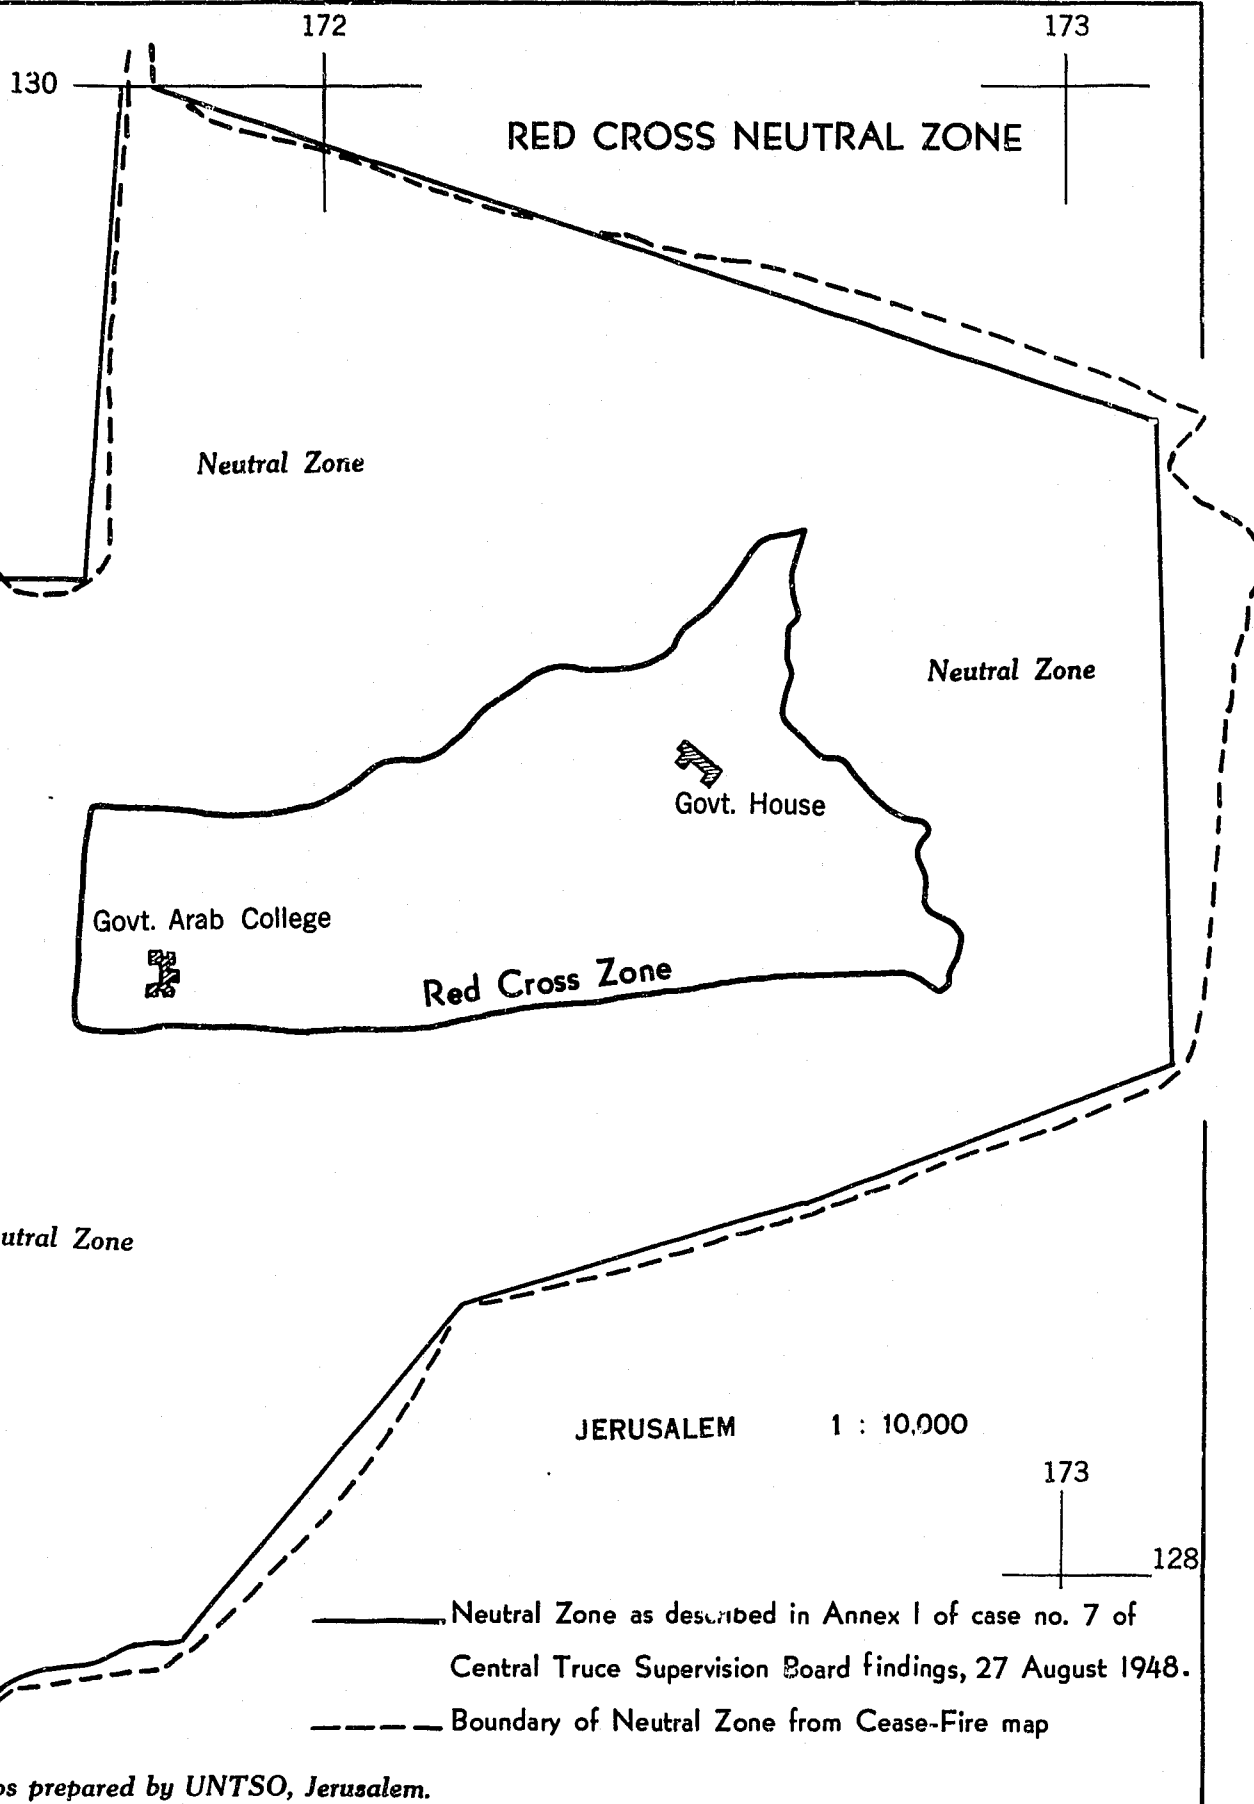 172
173
130
RED CROSS NEUTRAL ZONE
Neutral Zone
Neutral Zone
Govt. House
Govt. Arab College
Red Cross Zone
utral Zone
JERUSALEM 1 : 10,000
173
128
Neutral Zone as described in Annex I of case no. 7 of
Central Truce Supervision Board findings, 27 August 1948.
Boundary of Neutral Zone from Cease-Fire map
os prepared by UNTSO, Jerusalem.